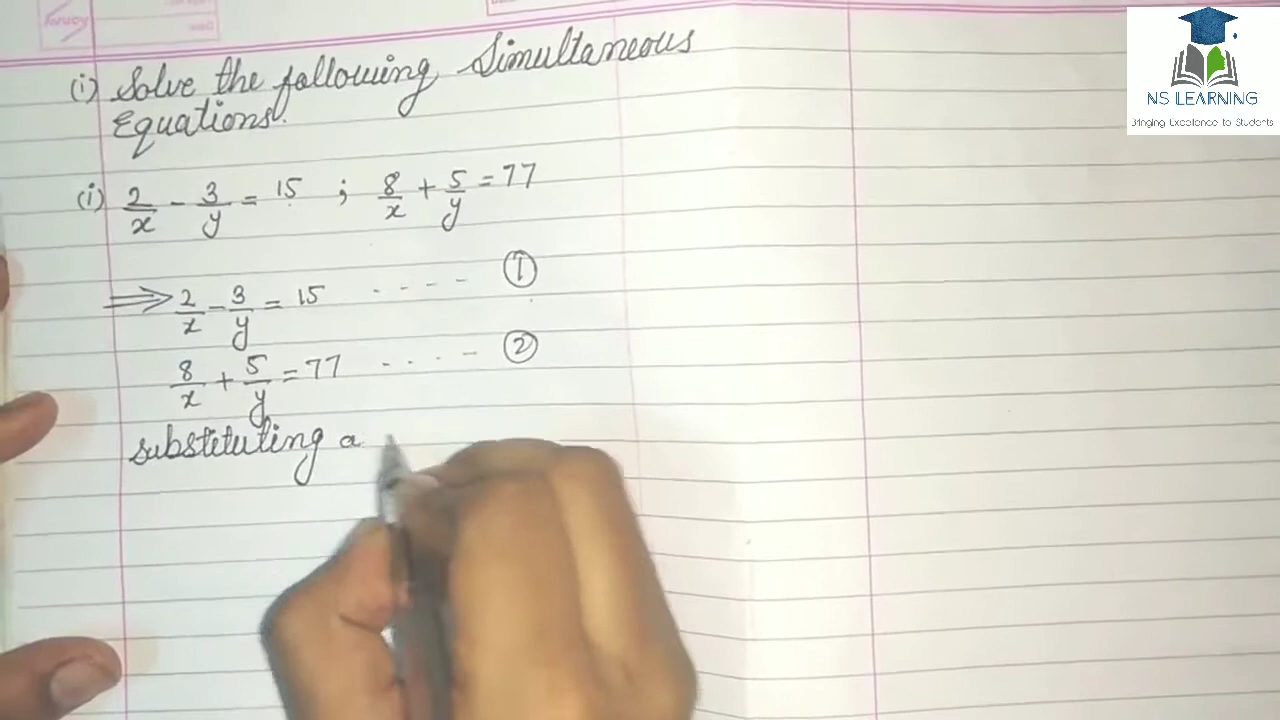 NS LEARNING
Bringing Excellence to Students
(i) Solve the following Simultaneous
Equations.
(i) 2/x - 3/y = 15 ; 8/x + 5/y = 77
⇒ 2/x - 3/y = 15 .... ①
8/x + 5/y = 77 .... ②
substituting a